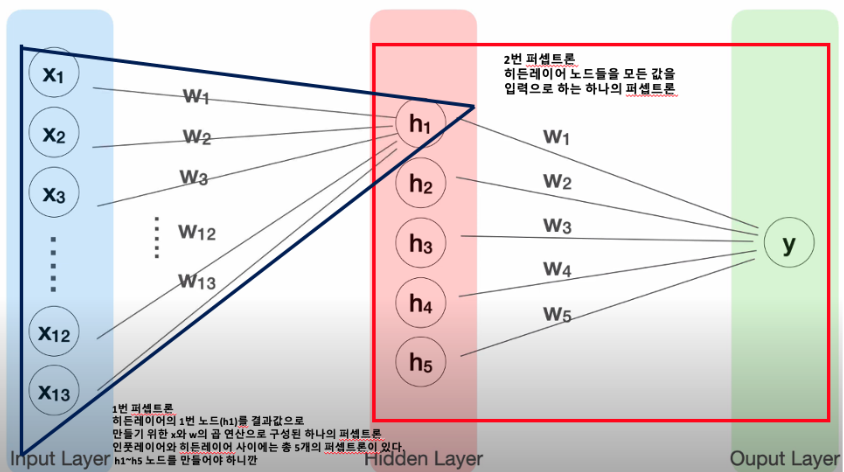 x1
x2
x3
x12
x13
w1
w2
w3
w12
w13
h1
h2
h3
h4
h5
2번 퍼셉트론
히든레이어 노드들을 모든 값을
입력으로 하는 하나의 퍼셉트론
w1
w2
w3
w4
w5
y
1번 퍼셉트론
히든레이어의 1번 노드(h1)를 결과값으로
만들기 위한 x와 w의 곱 연산으로 구성된 하나의 퍼셉트론
인풋레이어와 히든레이어 사이에는 총 5개의 퍼셉트론이 있다
h1~h5 노드를 만들어야 하니깐
Input Layer
Hidden Layer
Ouput Layer